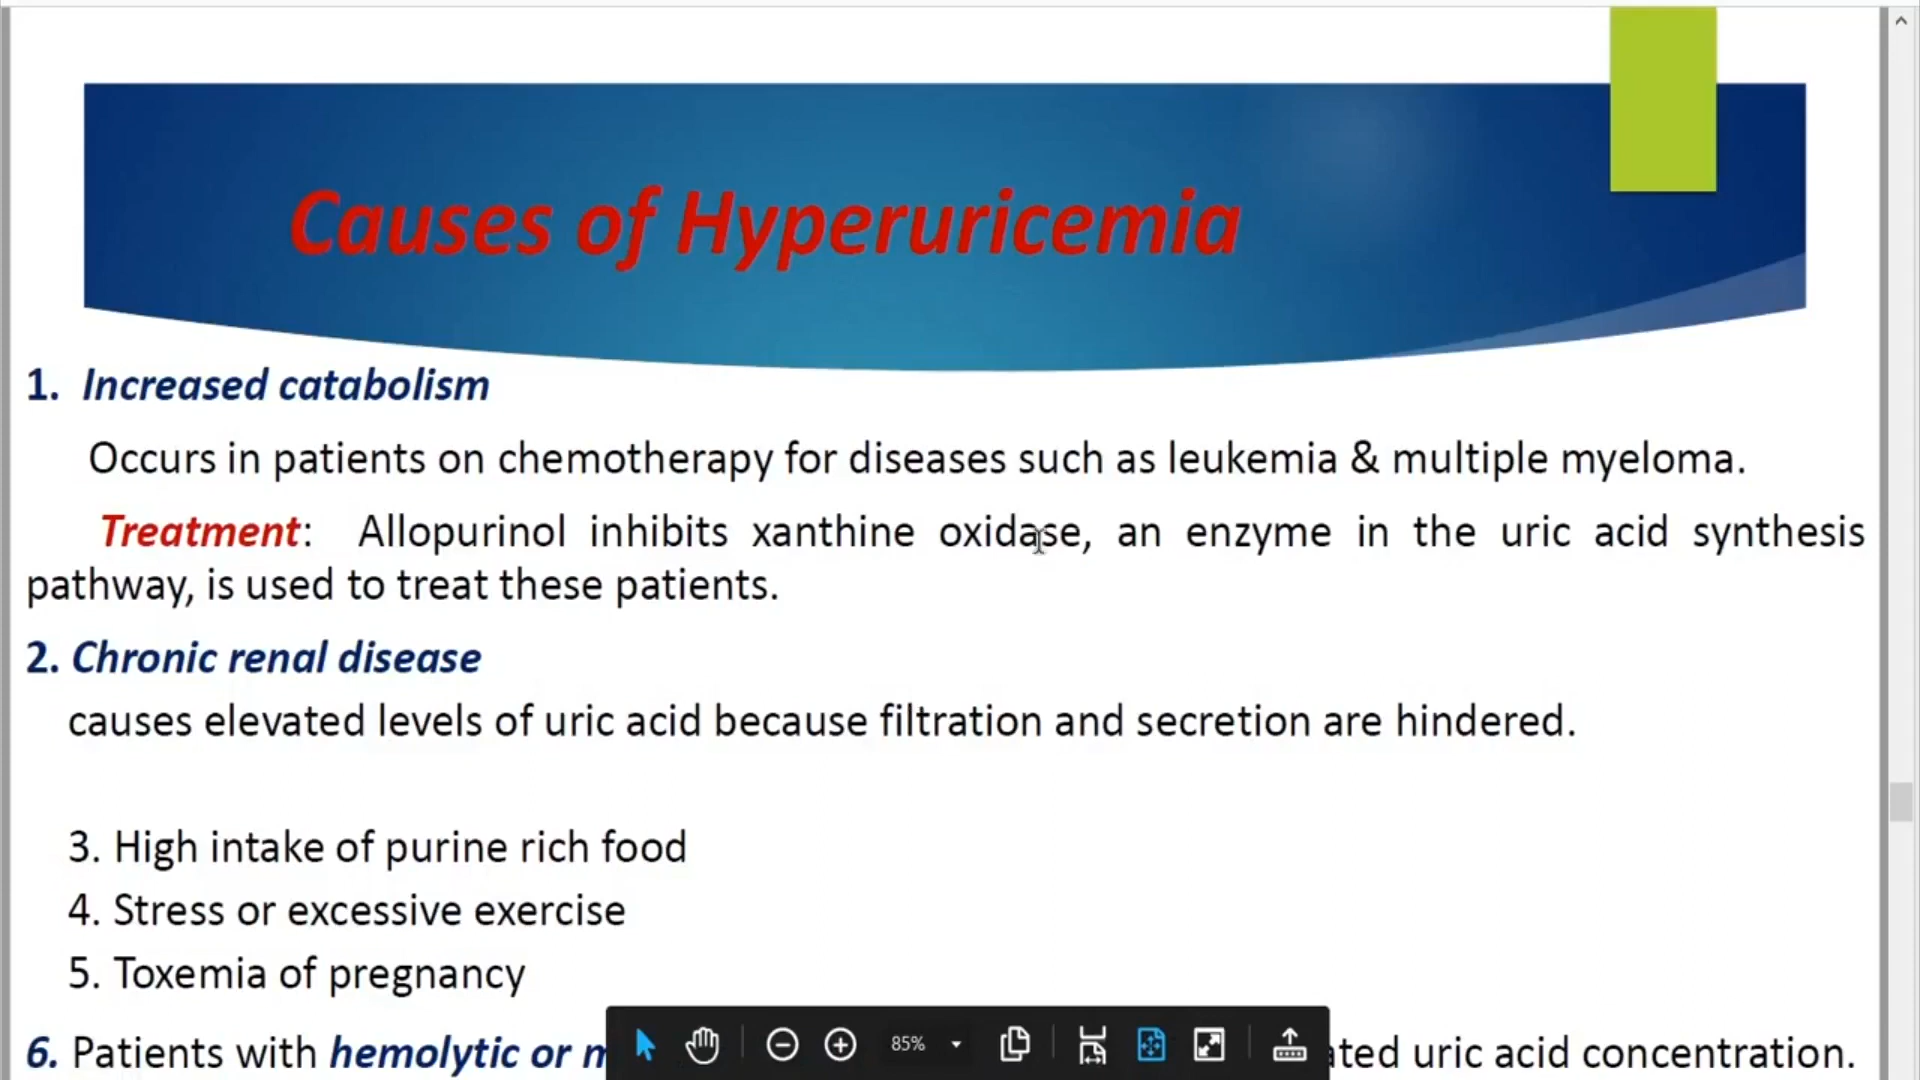 Causes of Hyperuricemia
1. Increased catabolism
Occurs in patients on chemotherapy for diseases such as leukemia & multiple myeloma.
Treatment: Allopurinol inhibits xanthine oxidase, an enzyme in the uric acid synthesis
pathway, is used to treat these patients.
2. Chronic renal disease
causes elevated levels of uric acid because filtration and secretion are hindered.
3. High intake of purine rich food
4. Stress or excessive exercise
5. Toxemia of pregnancy
6. Patients with hemolytic or uric acid concentration.
85%